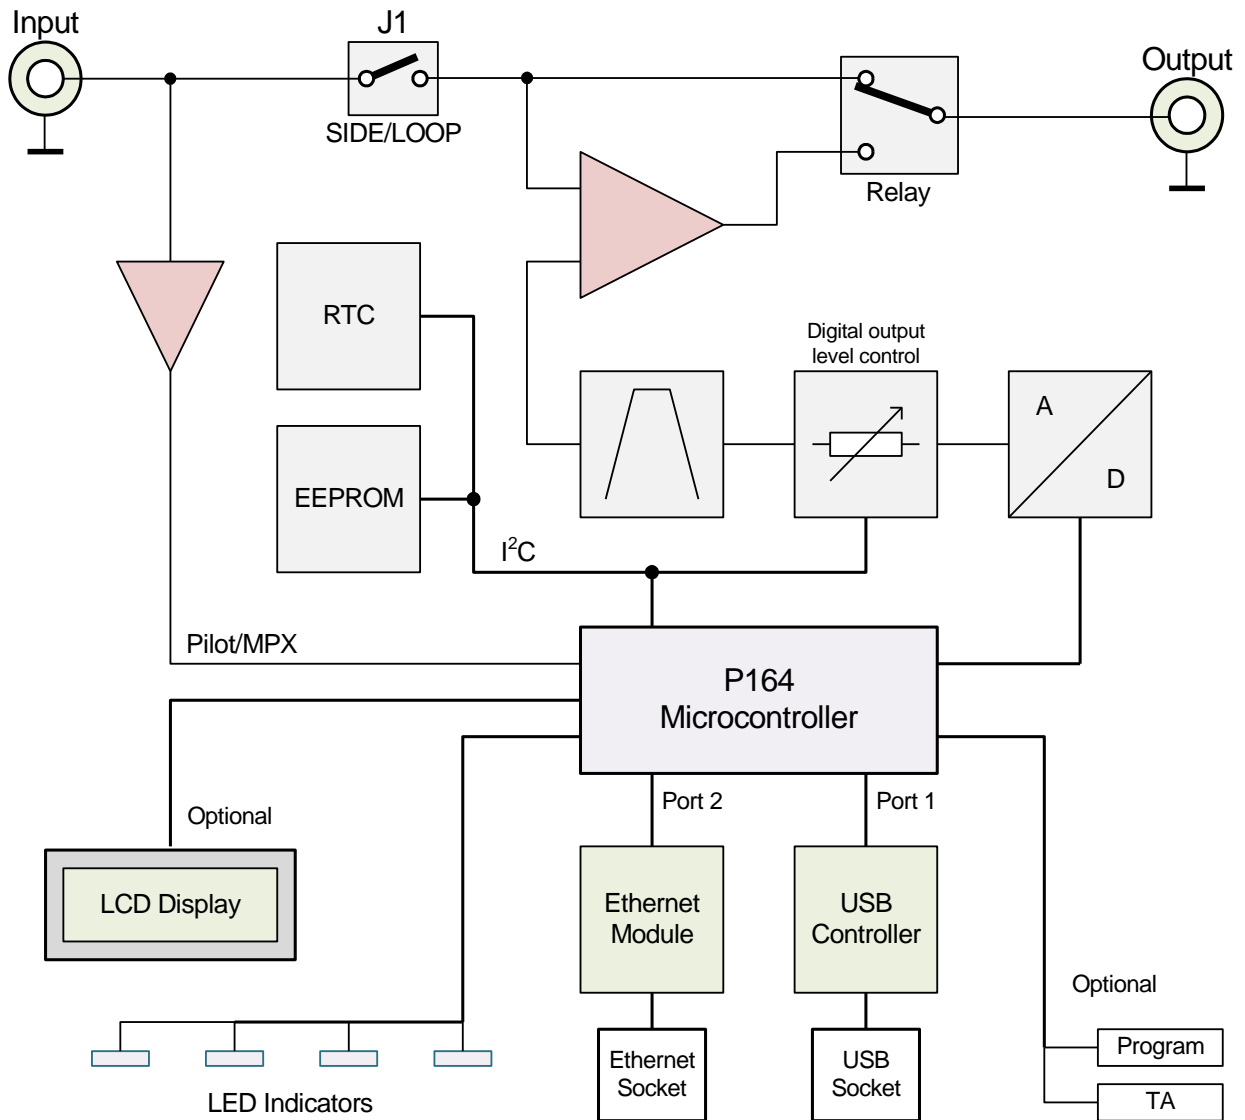 Input
J1
SIDE/LOOP
Output
Relay
RTC
Digital output
level control
A
D
EEPROM
I²C
Pilot/MPX
P164
Microcontroller
Optional
Port 2
Port 1
LCD Display
Ethernet
Module
USB
Controller
Optional
Ethernet
Socket
USB
Socket
Program
TA
LED Indicators